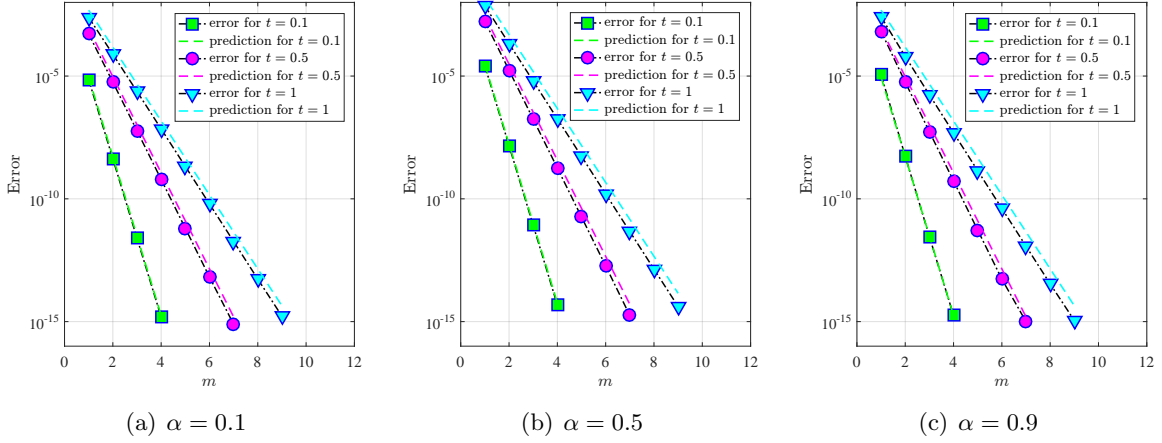 error for t = 0.1
prediction for t = 0.1
error for t = 0.5
prediction for t = 0.5
error for t = 1
prediction for t = 1
10^-5
10^-10
10^-15
Error
0 2 4 6 8 10 12
m
(a) α = 0.1
error for t = 0.1
prediction for t = 0.1
error for t = 0.5
prediction for t = 0.5
error for t = 1
prediction for t = 1
10^-5
10^-10
10^-15
Error
0 2 4 6 8 10 12
m
(b) α = 0.5
error for t = 0.1
prediction for t = 0.1
error for t = 0.5
prediction for t = 0.5
error for t = 1
prediction for t = 1
10^-5
10^-10
10^-15
Error
0 2 4 6 8 10 12
m
(c) α = 0.9